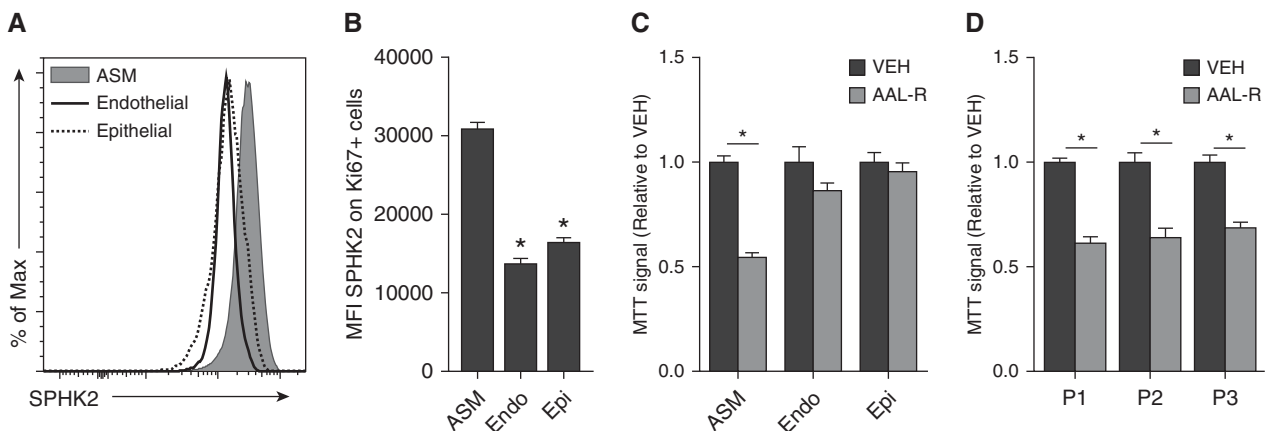 A
ASM
Endothelial
Epithelial
% of Max
SPHK2
B
MFI SPHK2 on Ki67+ cells
40000
30000
20000
10000
0
*
*
ASM
Endo
Epi
C
MTT signal (Relative to VEH)
1.5
1.0
0.5
0.0
VEH
AAL-R
*
ASM
Endo
Epi
D
MTT signal (Relative to VEH)
1.5
1.0
0.5
0.0
VEH
AAL-R
*
*
*
P1
P2
P3